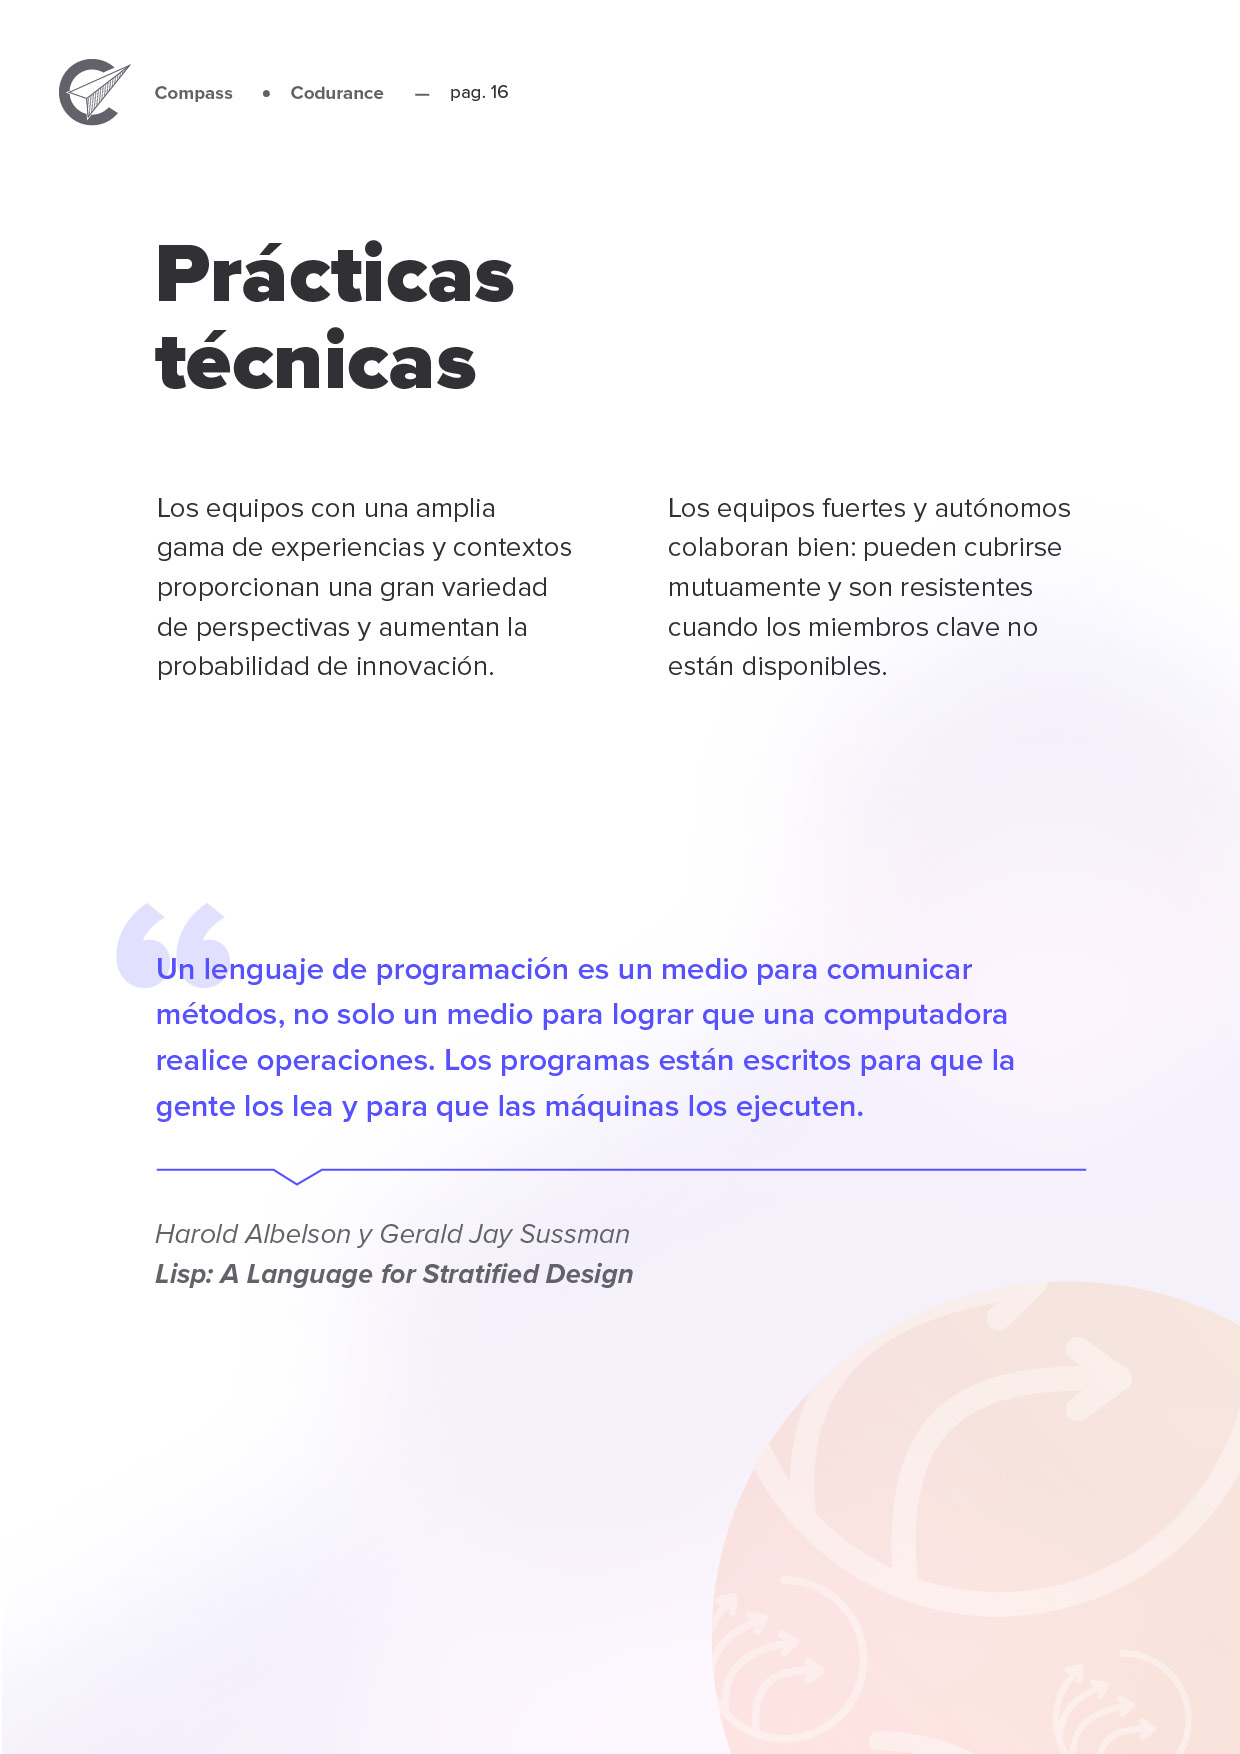 Compass • Codurance — pag. 16
Prácticas
técnicas
Los equipos con una amplia
gama de experiencias y contextos
proporcionan una gran variedad
de perspectivas y aumentan la
probabilidad de innovación.
Los equipos fuertes y autónomos
colaboran bien: pueden cubrirse
mutuamente y son resistentes
cuando los miembros clave no
están disponibles.
“
Un lenguaje de programación es un medio para comunicar
métodos, no solo un medio para lograr que una computadora
realice operaciones. Los programas están escritos para que la
gente los lea y para que las máquinas los ejecuten.
Harold Albelson y Gerald Jay Sussman
Lisp: A Language for Stratified Design